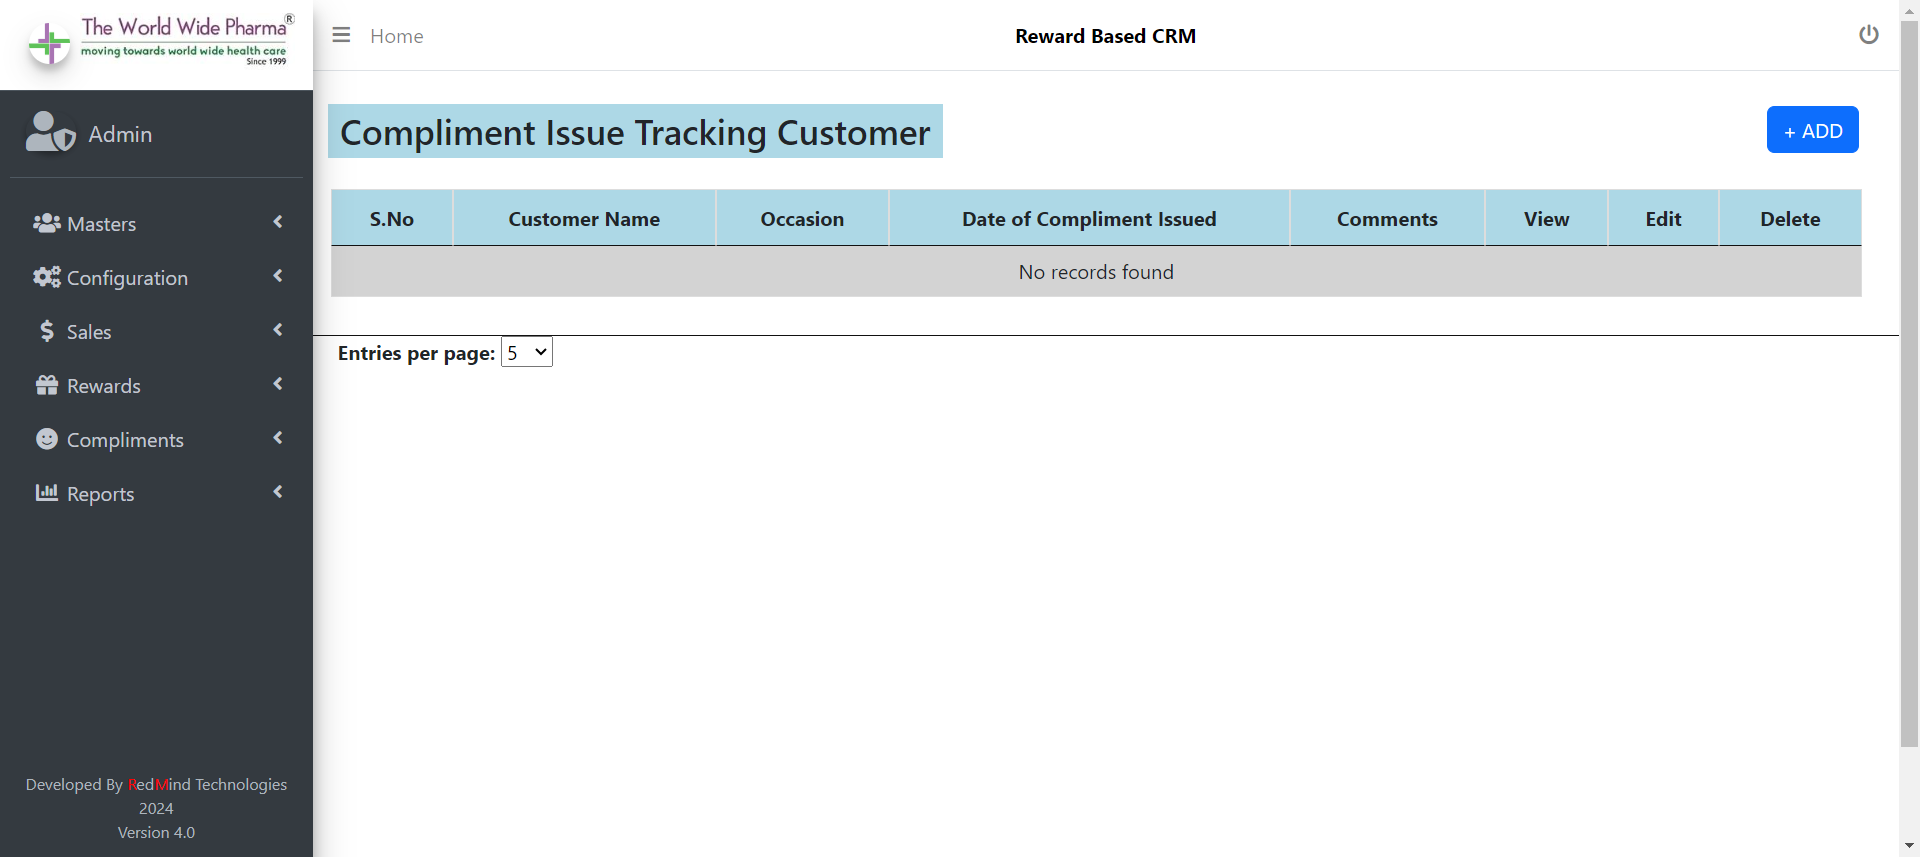 The World Wide Pharma®
moving towards world wide health care
Since 1999
Home
Reward Based CRM
Admin
Masters
Configuration
Sales
Rewards
Compliments
Reports
Developed By RedMind Technologies
2024
Version 4.0
Compliment Issue Tracking Customer
+ ADD
S.No Customer Name Occasion Date of Compliment Issued Comments View Edit Delete
No records found
Entries per page: 5